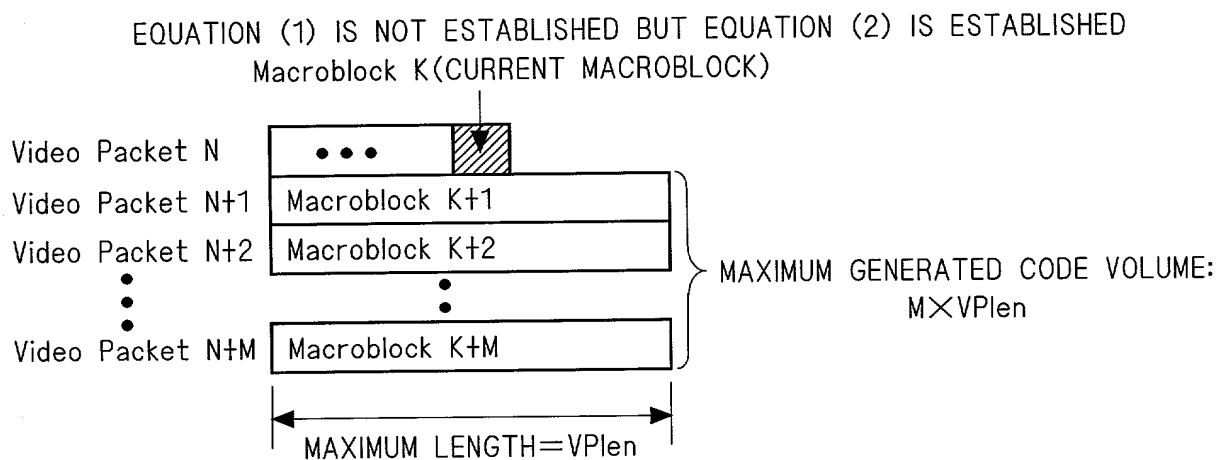 EQUATION (1) IS NOT ESTABLISHED BUT EQUATION (2) IS ESTABLISHED
Macroblock K(CURRENT MACROBLOCK)
Video Packet N
Video Packet N+1 Macroblock K+1
Video Packet N+2 Macroblock K+2
MAXIMUM GENERATED CODE VOLUME:
M×VPlen
Video Packet N+M Macroblock K+M
MAXIMUM LENGTH=VPlen